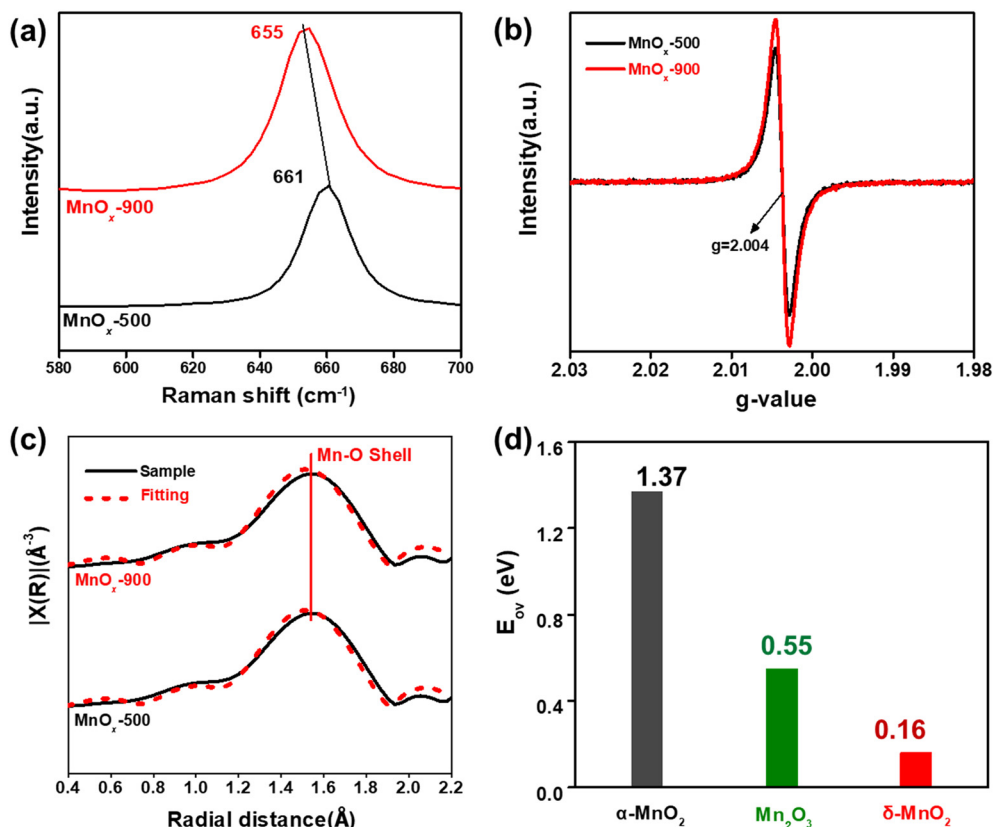 (a)
655
661
MnOₓ-900
MnOₓ-500
Intensity(a.u.)
580 600 620 640 660 680 700
Raman shift (cm⁻¹)
(b)
MnOₓ-500
MnOₓ-900
g=2.004
Intensity(a.u.)
2.03 2.02 2.01 2.00 1.99 1.98
g-value
(c)
Sample
Fitting
Mn-O Shell
MnOₓ-900
MnOₓ-500
|X(R)|(Å⁻³)
0.4 0.6 0.8 1.0 1.2 1.4 1.6 1.8 2.0 2.2
Radial distance(Å)
(d)
1.6
1.2
0.8
0.4
0.0
E_ov (eV)
1.37
0.55
0.16
α-MnO₂ Mn₂O₃ δ-MnO₂